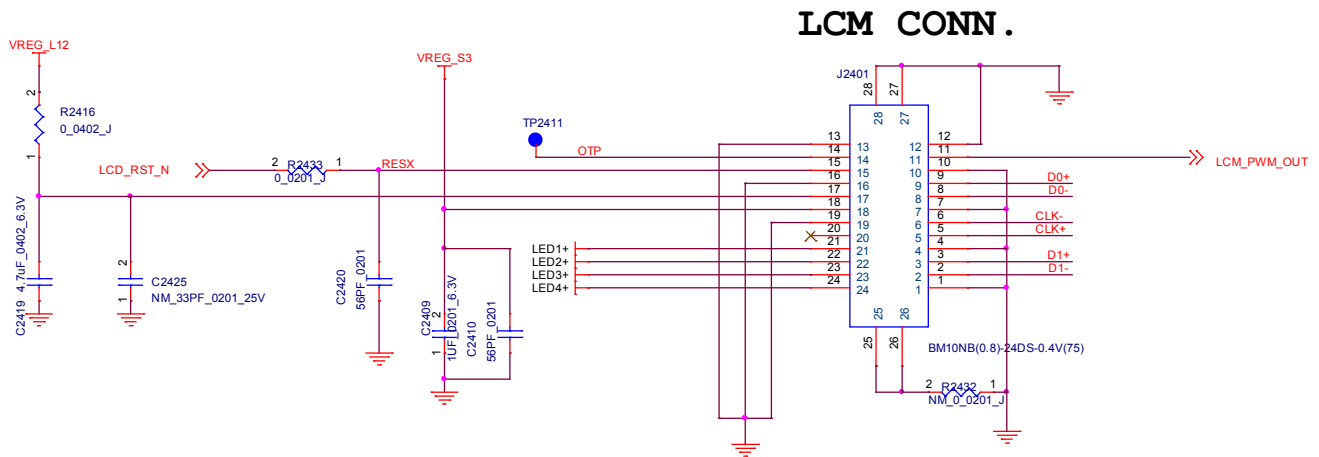 LCM CONN.
VREG_L12
VREG_S3
J2401
28
27
28
27
2
R2416
0_0402_J
1
TP2411
OTP
LCD_RST_N
2
R2433
1
0_0201_J
RESX
13
14
15
16
17
18
19
20
21
22
23
24
13
14
15
16
17
18
19
20
21
22
23
24
12
11
10
9
8
7
6
5
4
3
2
1
12
11
10
9
8
7
6
5
4
3
2
1
LCM_PWM_OUT
D0+
D0-
CLK-
CLK+
D1+
D1-
LED1+
LED2+
LED3+
LED4+
C2419 4.7uF_0402_6.3V
2
1
C2425
NM_33PF_0201_25V
C2420
56PF_0201
C2409
2
1
1UF_0201_6.3V
C2410
56PF_0201
25
26
25
26
BM10NB(0.8)-24DS-0.4V(75)
2
R2432
1
NM_0_0201_J